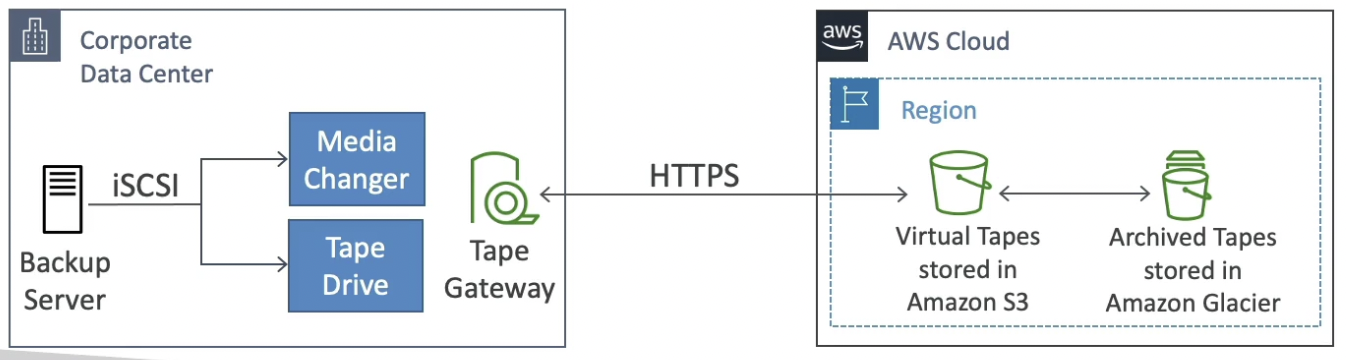 Corporate
Data Center
Backup
Server
iSCSI
Media
Changer
Tape
Drive
Tape
Gateway
HTTPS
aws
AWS Cloud
Region
Virtual Tapes
stored in
Amazon S3
Archived Tapes
stored in
Amazon Glacier